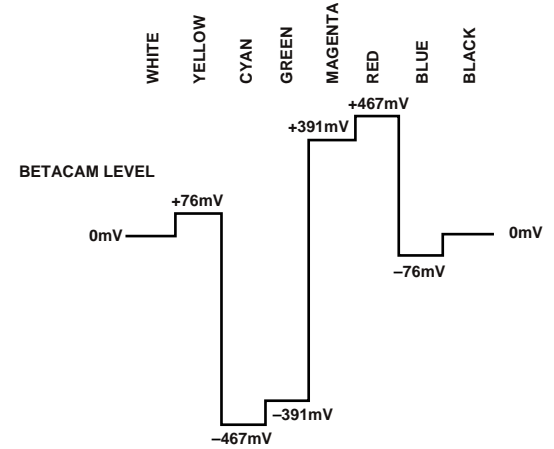 WHITE
YELLOW
CYAN
GREEN
MAGENTA
RED
BLUE
BLACK
+467mV
+391mV
BETACAM LEVEL
+76mV
0mV
0mV
–76mV
–391mV
–467mV